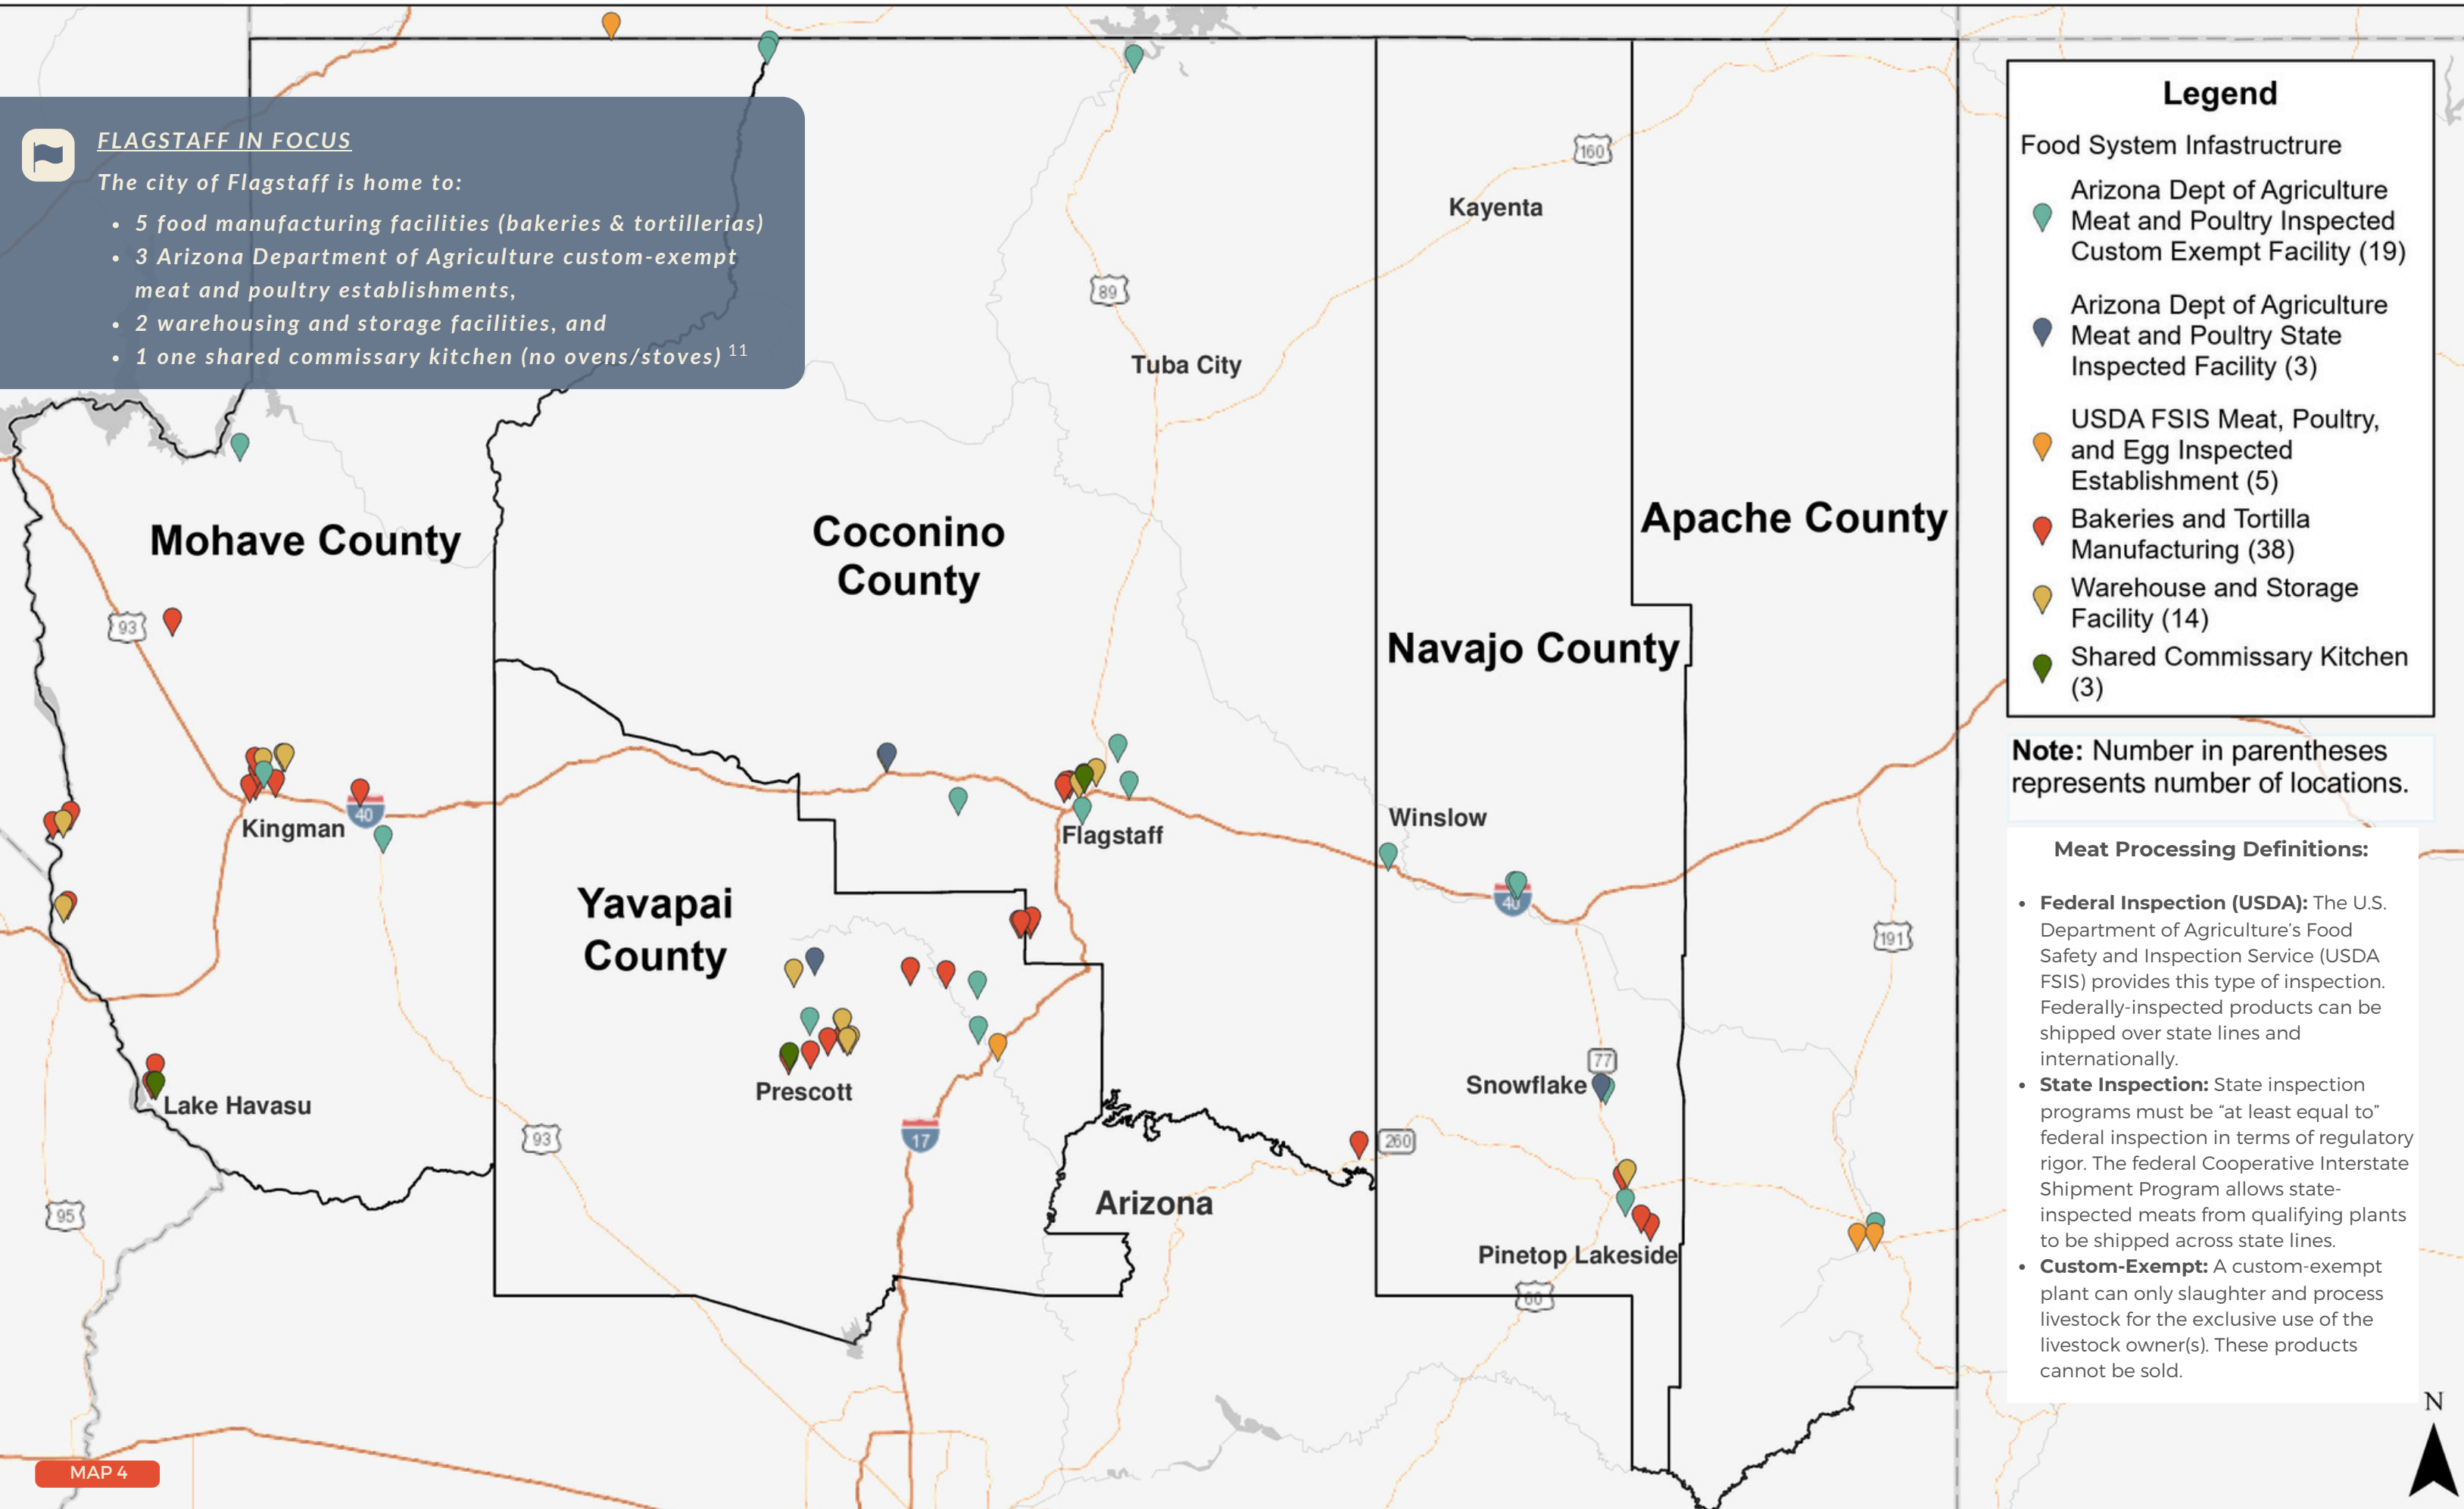 FLAGSTAFF IN FOCUS
The city of Flagstaff is home to:
• 5 food manufacturing facilities (bakeries & tortillerias)
• 3 Arizona Department of Agriculture custom-exempt
meat and poultry establishments,
• 2 warehousing and storage facilities, and
• 1 one shared commissary kitchen (no ovens/stoves) 11
160
Kayenta
89
Tuba City
Mohave County
Coconino
County
Apache County
93
Navajo County
40
Kingman
Flagstaff
Winslow
40
Yavapai
County
191
77
Snowflake
Prescott
Lake Havasu
93
17
260
95
Arizona
Pinetop Lakeside
60
MAP 4
Legend
Food System Infastructrure
Arizona Dept of Agriculture
Meat and Poultry Inspected
Custom Exempt Facility (19)
Arizona Dept of Agriculture
Meat and Poultry State
Inspected Facility (3)
USDA FSIS Meat, Poultry,
and Egg Inspected
Establishment (5)
Bakeries and Tortilla
Manufacturing (38)
Warehouse and Storage
Facility (14)
Shared Commissary Kitchen
(3)
Note: Number in parentheses
represents number of locations.
Meat Processing Definitions:
• Federal Inspection (USDA): The U.S.
Department of Agriculture's Food
Safety and Inspection Service (USDA
FSIS) provides this type of inspection.
Federally-inspected products can be
shipped over state lines and
internationally.
• State Inspection: State inspection
programs must be “at least equal to”
federal inspection in terms of regulatory
rigor. The federal Cooperative Interstate
Shipment Program allows state-
inspected meats from qualifying plants
to be shipped across state lines.
• Custom-Exempt: A custom-exempt
plant can only slaughter and process
livestock for the exclusive use of the
livestock owner(s). These products
cannot be sold.
N